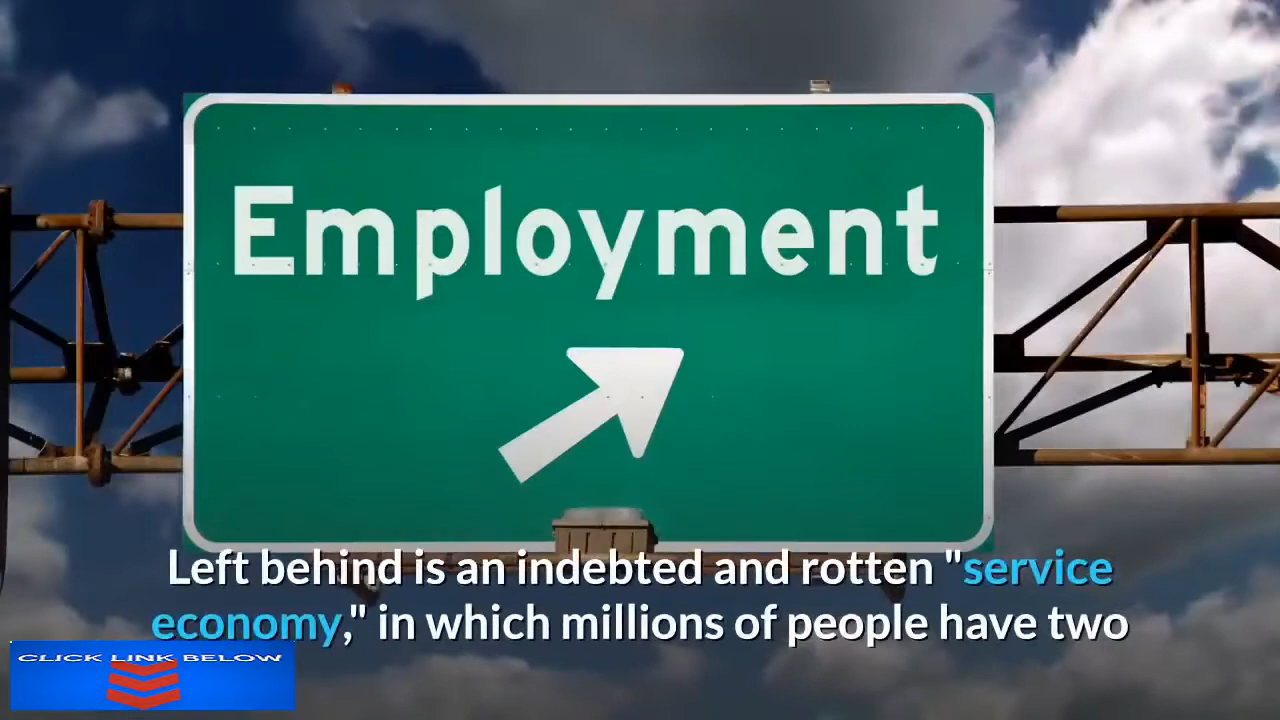 Employment
Left behind is an indebted and rotten "service
economy," in which millions of people have two
CLICK LINK BELOW